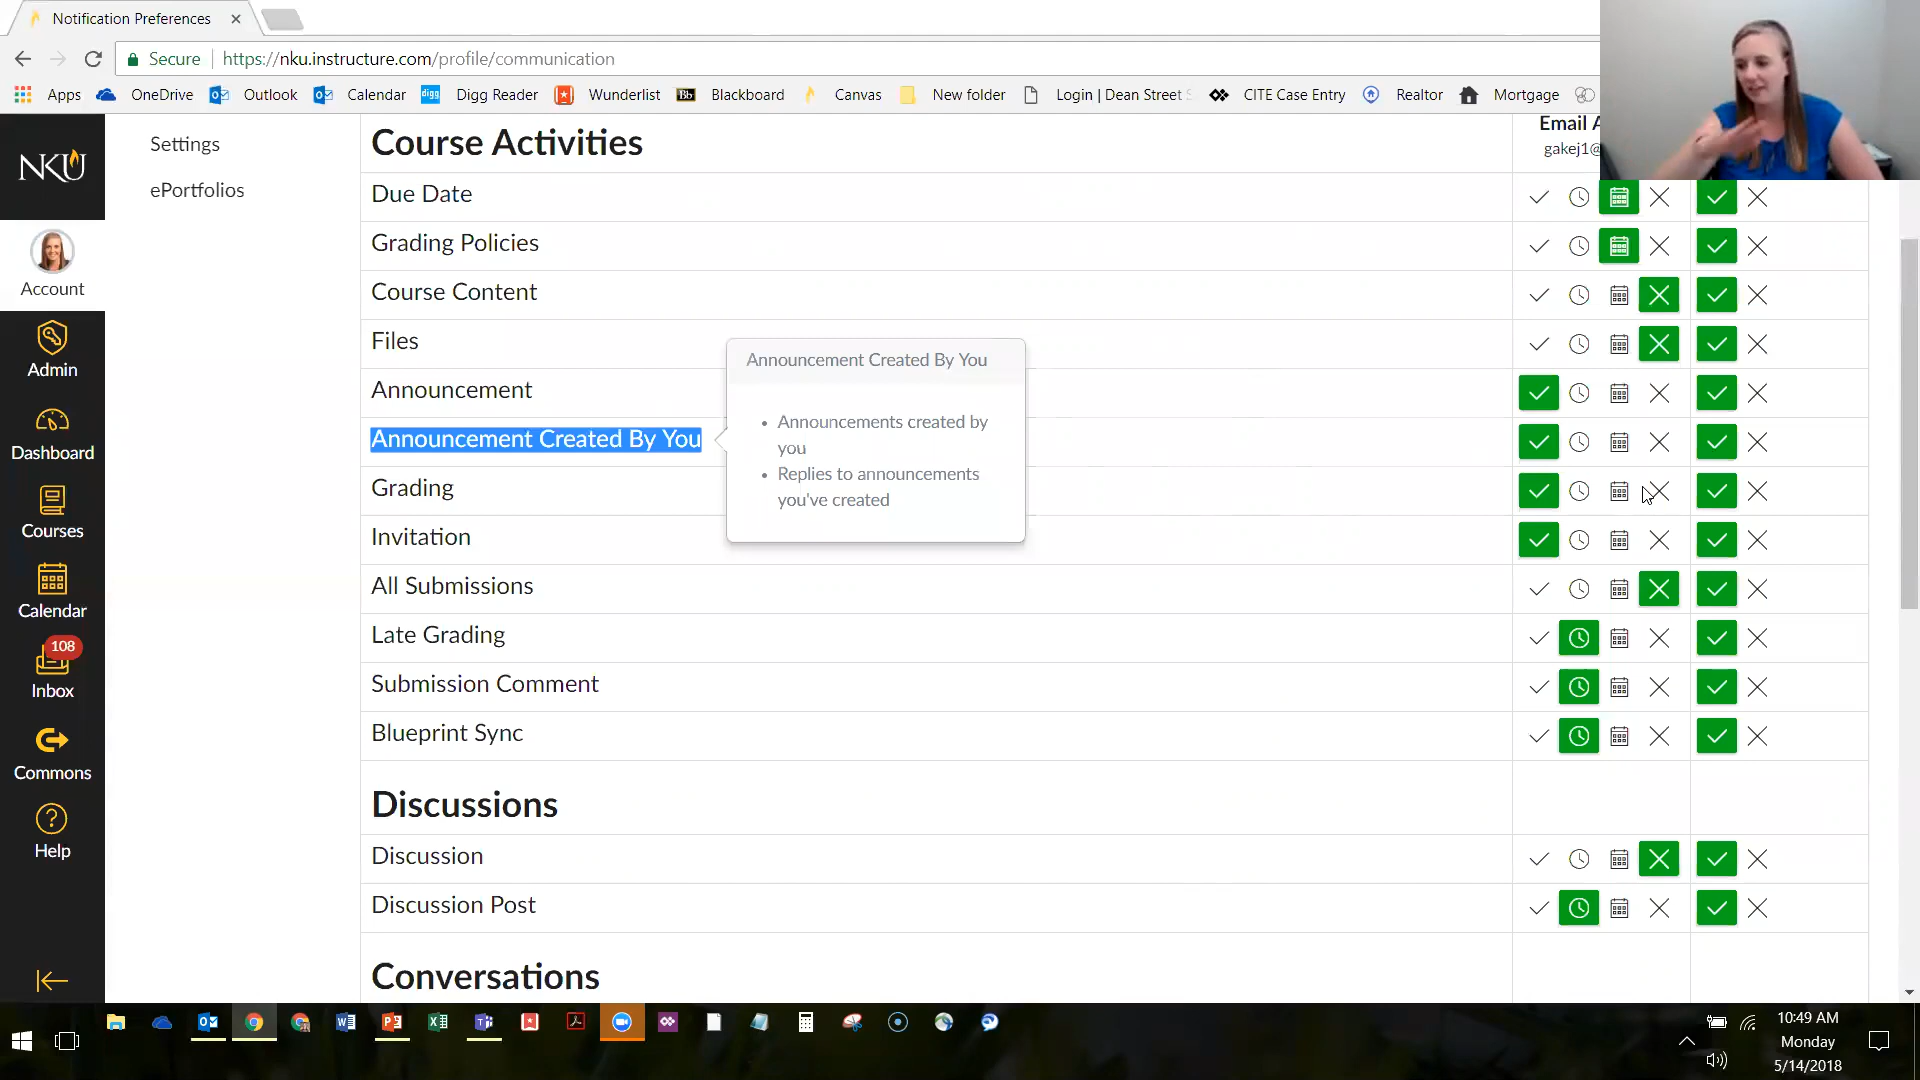 Notification Preferences
Secure https://nku.instructure.com/profile/communication
Apps OneDrive Outlook Calendar Digg Reader Wunderlist Bb Blackboard Canvas New folder Login | Dean Street CITE Case Entry Realtor Mortgage
NKU
Account
Admin
Dashboard
Courses
Calendar
108
Inbox
Commons
Help
Settings
ePortfolios
Course Activities
Email A
gakej1@
Due Date
Grading Policies
Course Content
Files
Announcement
Announcement Created By You
Grading
Invitation
All Submissions
Late Grading
Submission Comment
Blueprint Sync
Announcement Created By You
Announcements created by
you
Replies to announcements
you've created
Discussions
Discussion
Discussion Post
Conversations
10:49 AM
Monday
5/14/2018